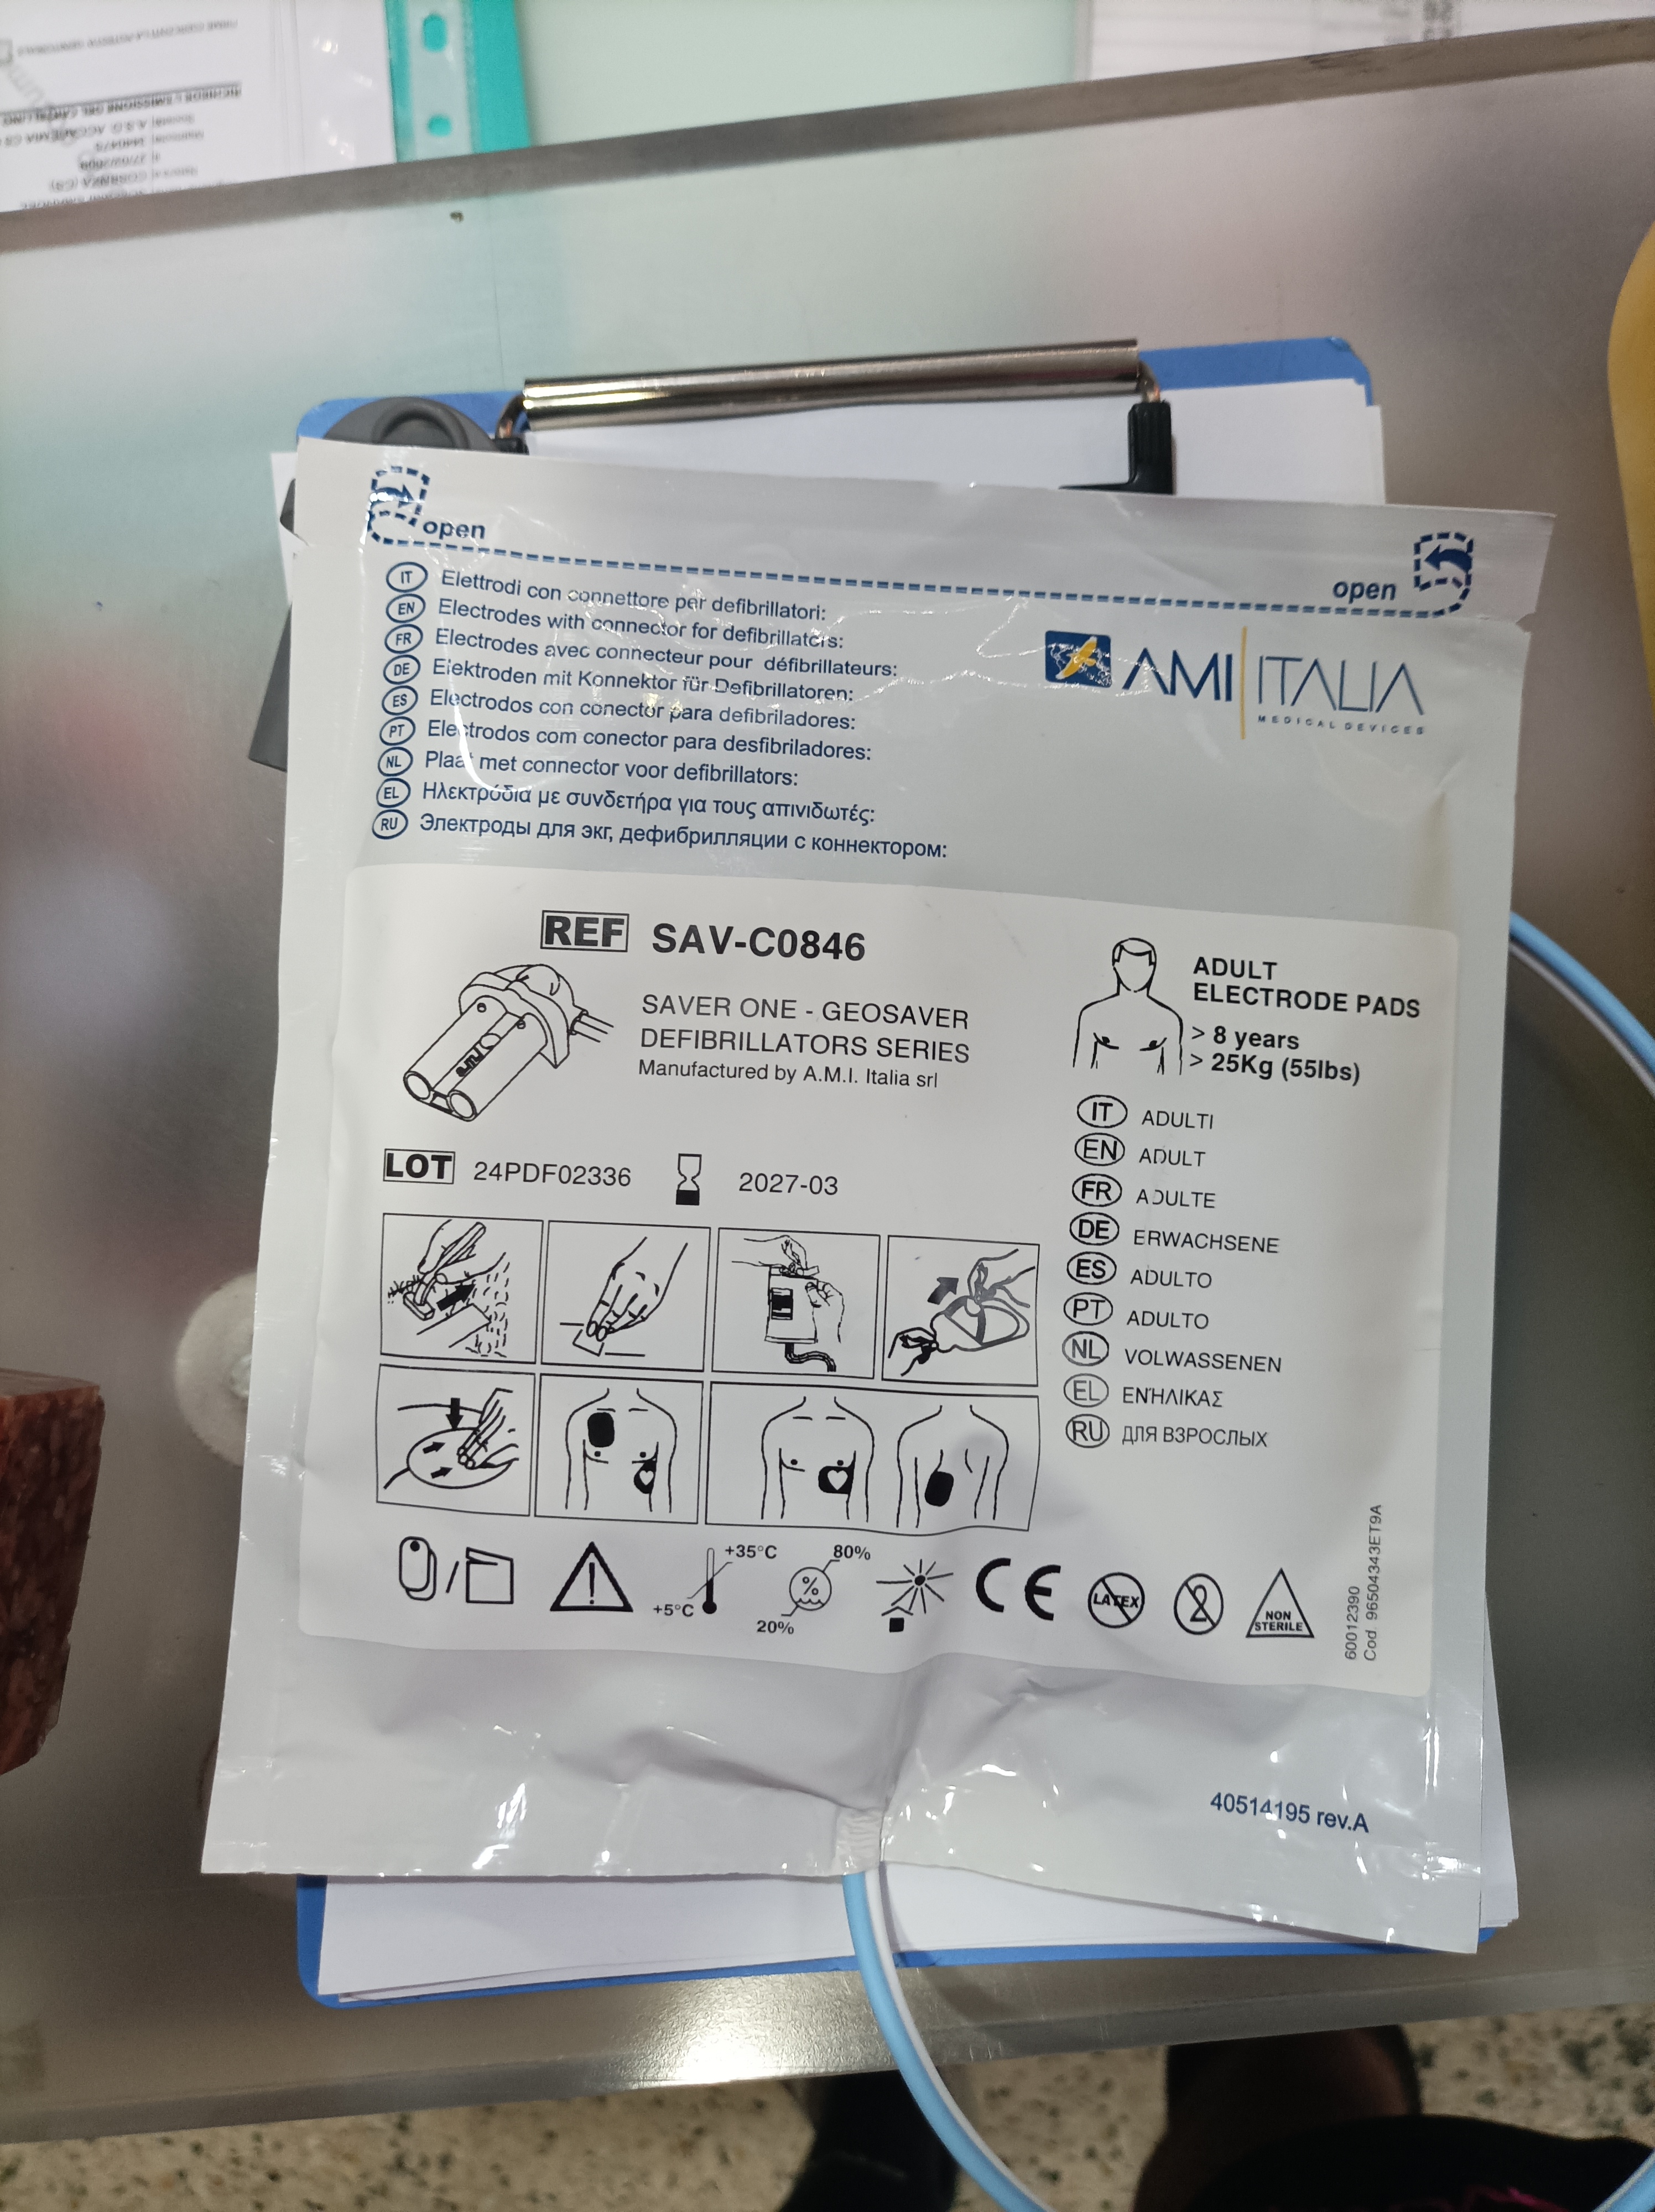 open
open
IT Elettrodi con connettore per defibrillatori:
EN Electrodes with connector for defibrillators:
FR Electrodes avec connecteur pour défibrillateurs:
DE Elektroden mit Konnektor für Defibrillatoren:
ES Electrodos con conector para defibriladores:
PT Electrodos com conector para desfibriladores:
NL Plaat met connector voor defibrillators:
EL Ηλεκτρόδια με συνδετήρα για τους απινιδωτές:
RU Электроды для экг, дефибрилляции с коннектором:
AMI ITALIA
MEDICAL DEVICES
REF SAV-C0846
SAVER ONE - GEOSAVER
DEFIBRILLATORS SERIES
Manufactured by A.M.I. Italia srl
LOT 24PDF02336 2027-03
ADULT
ELECTRODE PADS
> 8 years
> 25Kg (55lbs)
IT ADULTI
EN ADULT
FR ADULTE
DE ERWACHSENE
ES ADULTO
PT ADULTO
NL VOLWASSENEN
EL ΕΝΉΛΙΚΑΣ
RU ДЛЯ ВЗРОСЛЫХ
+35°C
+5°C
80%
%
20%
CE
LATEX
2
NON
STERILE
60012390
Cod. 96504343ET9A
40514195 rev.A